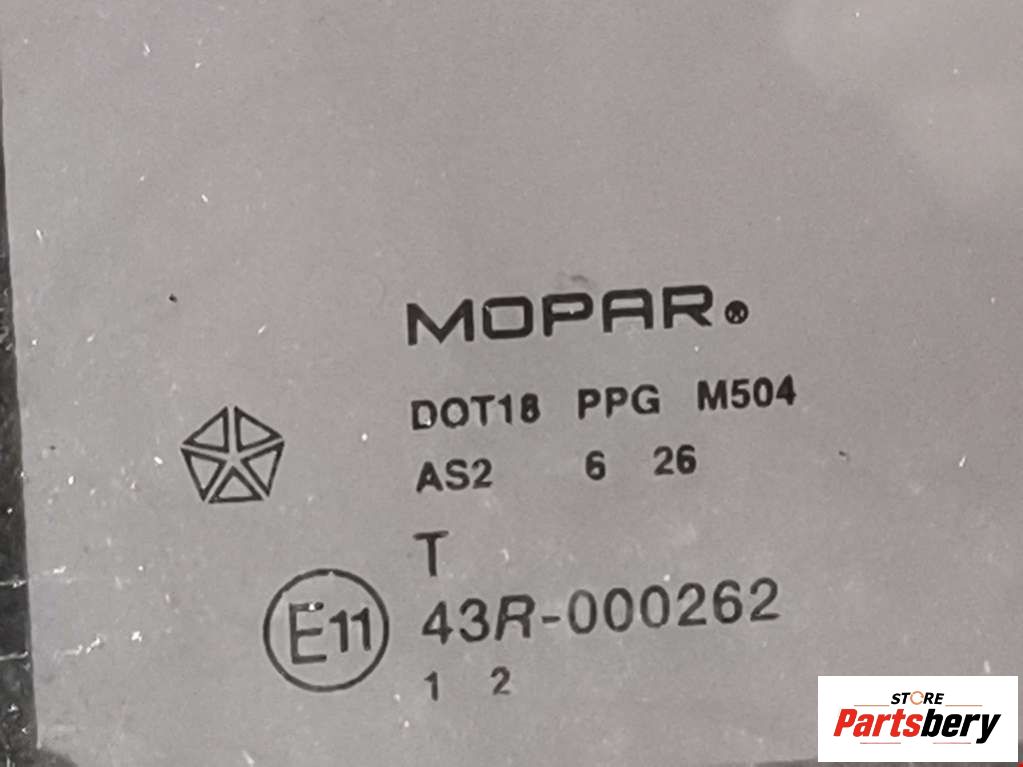 MOPAR®
DOT18 PPG M504
AS2 6 26
T
E11 43R-000262
1 2
STORE
Partsbery